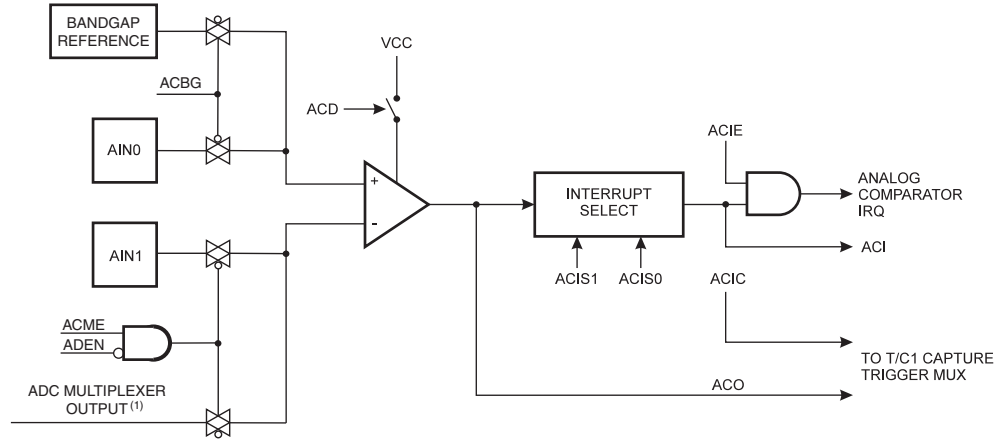 BANDGAP
REFERENCE
VCC
ACBG
ACD
AIN0
ACIE
+
INTERRUPT
SELECT
ANALOG
COMPARATOR
IRQ
-
AIN1
ACI
ACIS1 ACIS0
ACIC
ACME
ADEN
TO T/C1 CAPTURE
TRIGGER MUX
ADC MULTIPLEXER
OUTPUT (1)
ACO